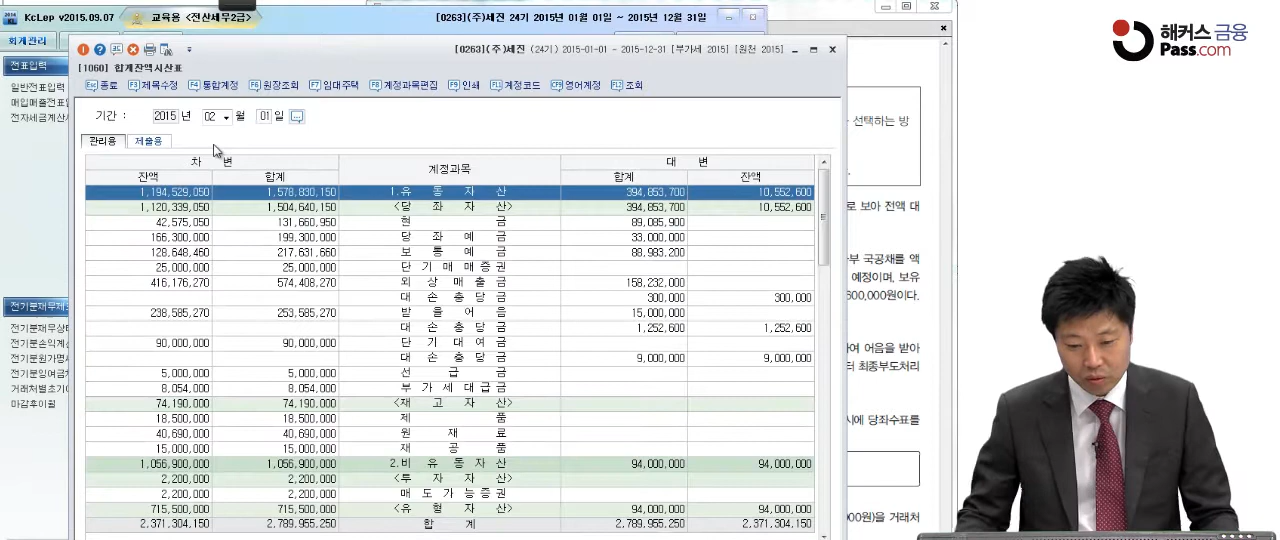 KcLep v2015.09.07
교육용 <전산세무2급>
[0263](주)세진 24기 2015년 01월 01일 ~ 2015년 12월 31일
회계관리
전표입력
일반전표입력
매입매출전표입
전자세금계산서
[0263](주)세진 (24기) 2015-01-01 - 2015-12-31 [부가세 2015] [원천 2015]
[1060] 합계잔액시산표
Esc 종료 F3 제목수정 F4 통합계정 F6 원장조회 F7 임대주택 F8 계정과목편집 F9 인쇄 F11 계정코드 CF9 영어계정 F12 조회
기간 : 2015 년 02 월 01 일
관리용 제출용
차 변 계정과목 대 변
잔액 합계 합계 잔액
1,194,529,050 1,578,830,150 1.유 동 자 산 394,853,700 10,552,600
1,120,339,050 1,504,640,150 <당 좌 자 산> 394,853,700 10,552,600
42,575,050 131,660,950 현 금 89,085,900
166,300,000 199,300,000 당 좌 예 금 33,000,000
128,648,460 217,631,660 보 통 예 금 88,983,200
25,000,000 25,000,000 단 기 매 매 증 권
416,176,270 574,408,270 외 상 매 출 금 158,232,000
대 손 충 당 금 300,000 300,000
238,585,270 253,585,270 받 을 어 음 15,000,000
대 손 충 당 금 1,252,600 1,252,600
90,000,000 90,000,000 단 기 대 여 금
대 손 충 당 금 9,000,000 9,000,000
5,000,000 5,000,000 선 급 금
8,054,000 8,054,000 부 가 세 대 급 금
74,190,000 74,190,000 <재 고 자 산>
18,500,000 18,500,000 제 품
40,690,000 40,690,000 원 재 료
15,000,000 15,000,000 재 공 품
1,056,900,000 1,056,900,000 2.비 유 동 자 산 94,000,000 94,000,000
2,200,000 2,200,000 <투 자 자 산>
2,200,000 2,200,000 매 도 가 능 증 권
715,500,000 715,500,000 <유 형 자 산> 94,000,000 94,000,000
2,371,304,150 2,789,955,250 합 계 2,789,955,250 2,371,304,150
전기분재무제표
전기분재무상태
전기분손익계산
전기분원가명세
전기분잉여금처
거래처별초기이
마감후이월
선택하는 방
로 보아 전액 대
부 국공채를 액
예정이며, 보유
600,000원이다.
하여 어음을 받아
터 최종부도처리
시에 당좌수표를
000원)을 거래처
해커스 금융
Pass.com